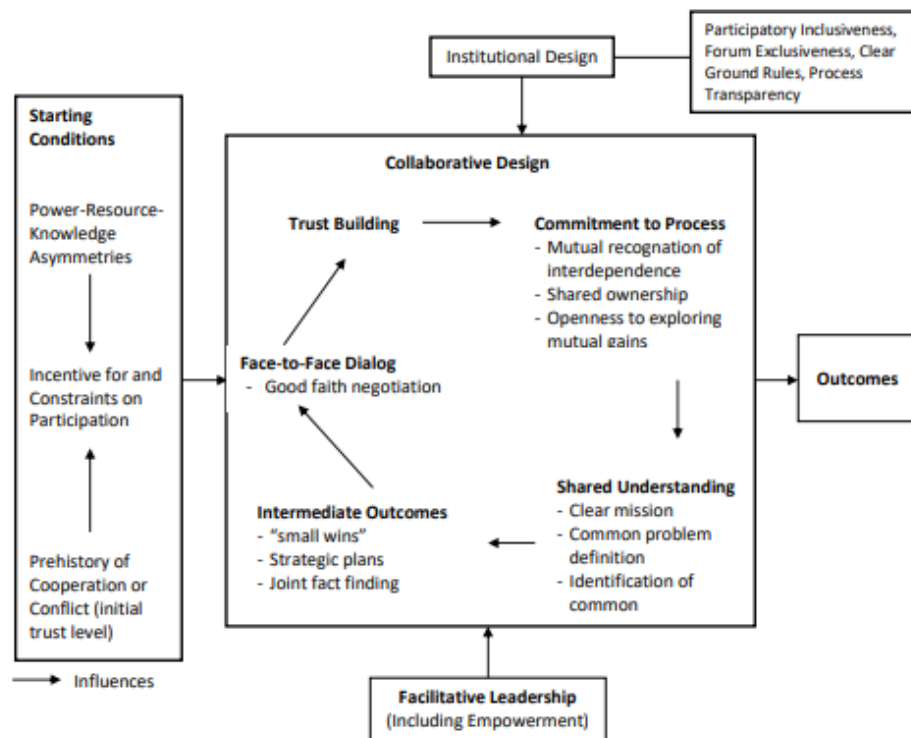 Participatory Inclusiveness,
Forum Exclusiveness, Clear
Ground Rules, Process
Transparency
Institutional Design
Starting
Conditions
Power-Resource-
Knowledge
Asymmetries
Incentive for and
Constraints on
Participation
Prehistory of
Cooperation or
Conflict (initial
trust level)
Collaborative Design
Trust Building
Commitment to Process
- Mutual recognation of
interdependence
- Shared ownership
- Openness to exploring
mutual gains
Face-to-Face Dialog
- Good faith negotiation
Shared Understanding
- Clear mission
- Common problem
definition
- Identification of
common
Intermediate Outcomes
- “small wins”
- Strategic plans
- Joint fact finding
Outcomes
Influences
Facilitative Leadership
(Including Empowerment)